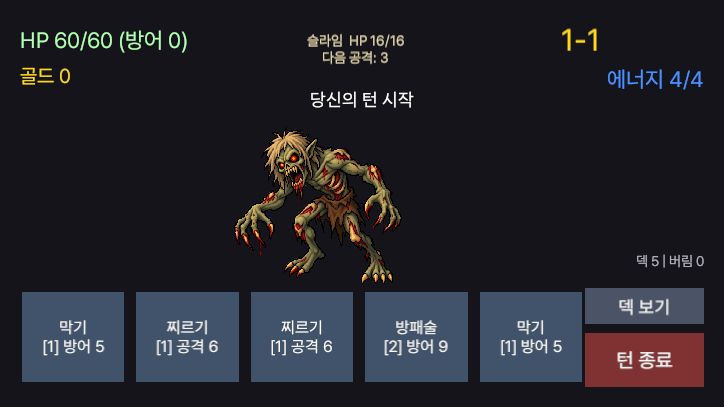 HP 60/60 (방어 0)
골드 0
슬라임 HP 16/16
다음 공격: 3
1-1
에너지 4/4
당신의 턴 시작
덱 5 | 버림 0
막기
[1] 방어 5
찌르기
[1] 공격 6
찌르기
[1] 공격 6
방패술
[2] 방어 9
막기
[1] 방어 5
덱 보기
턴 종료